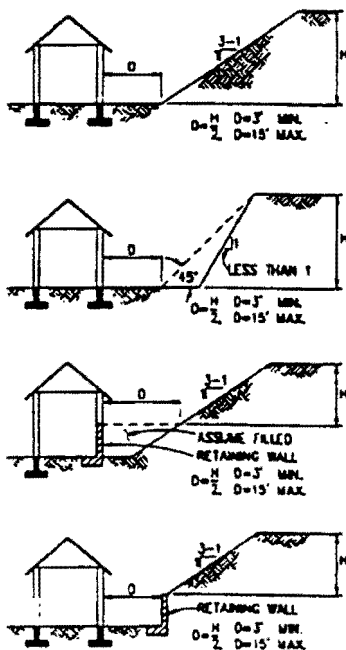 D
3-1
1
H
D=H/2 D=3' MIN.
D=15' MAX.
D
45°
1
LESS THAN 1
H
D=H/2 D=3' MIN.
D=15' MAX.
D
3-1
1
ASSUME FILLED
RETAINING WALL
H
D=H/2 D=3' MIN.
D=15' MAX.
D
3-1
1
RETAINING WALL
H
D=H/2 D=3' MIN.
D=15' MAX.